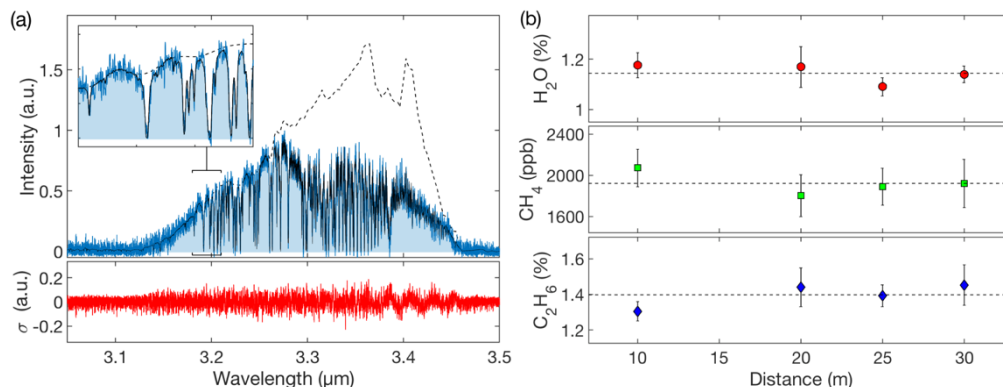 (a)
Intensity (a.u.)
1.5
1
0.5
0
σ (a.u.)
0.2
0
-0.2
3.1 3.2 3.3 3.4 3.5
Wavelength (µm)
(b)
H2O (%)
1.2
1
CH4 (ppb)
2400
2000
1600
C2H6 (%)
1.6
1.4
1.2
10 15 20 25 30
Distance (m)